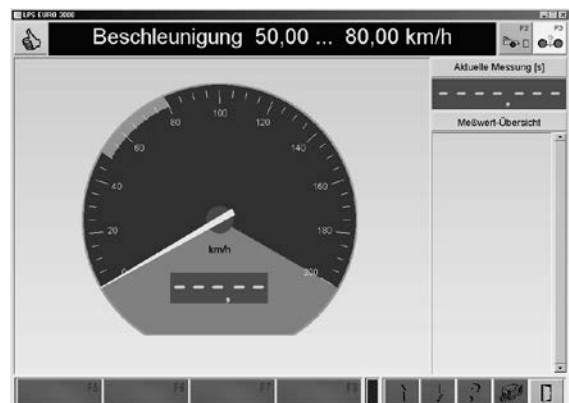 LPS EURO 3000
Beschleunigung 50,00 ... 80,00 km/h
F2 F3
Aktuelle Messung [s]
- - - - , - - -
Meßwert-Übersicht
0 20 40 60 80 100 120 140 160 180 200
km/h
- - - , - -
F5 F6 F7 F8